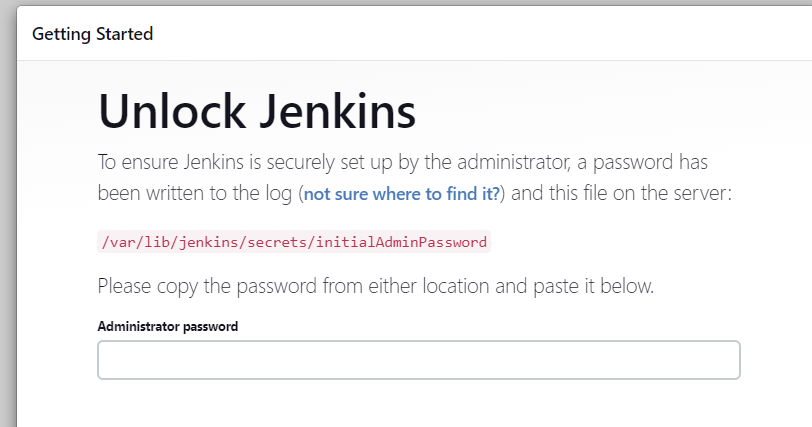 Getting Started
Unlock Jenkins
To ensure Jenkins is securely set up by the administrator, a password has
been written to the log (not sure where to find it?) and this file on the server:
/var/lib/jenkins/secrets/initialAdminPassword
Please copy the password from either location and paste it below.
Administrator password